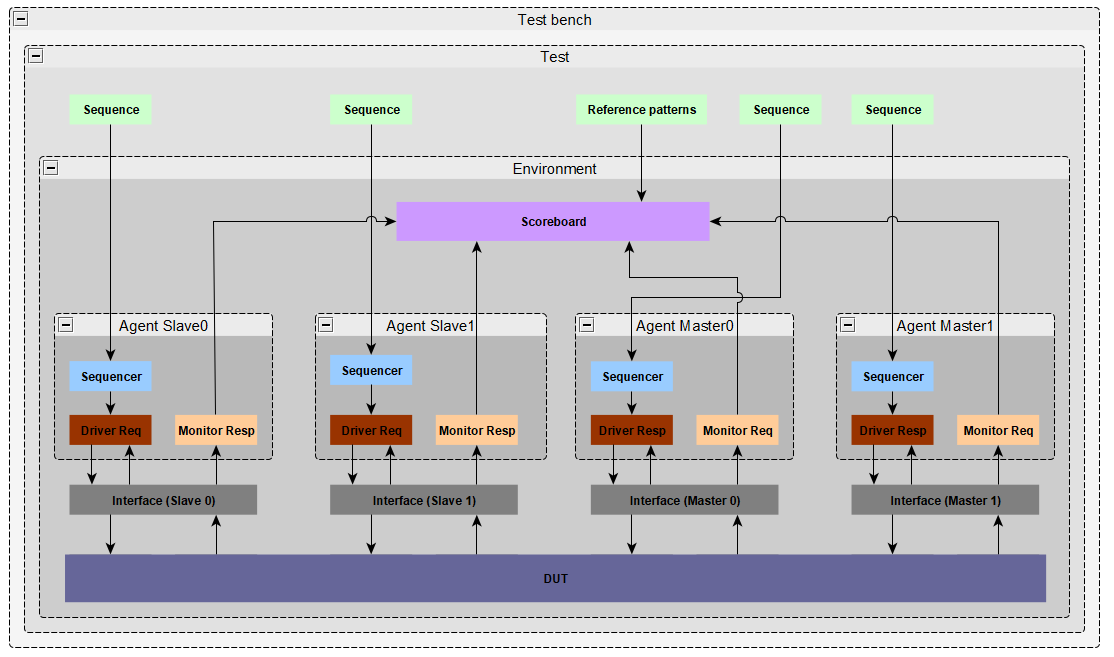 Test bench
Test
Sequence
Sequence
Reference patterns
Sequence
Sequence
Environment
Scoreboard
Agent Slave0
Agent Slave1
Agent Master0
Agent Master1
Sequencer
Sequencer
Sequencer
Sequencer
Driver Req
Monitor Resp
Driver Req
Monitor Resp
Driver Resp
Monitor Req
Driver Resp
Monitor Req
Interface (Slave 0)
Interface (Slave 1)
Interface (Master 0)
Interface (Master 1)
DUT